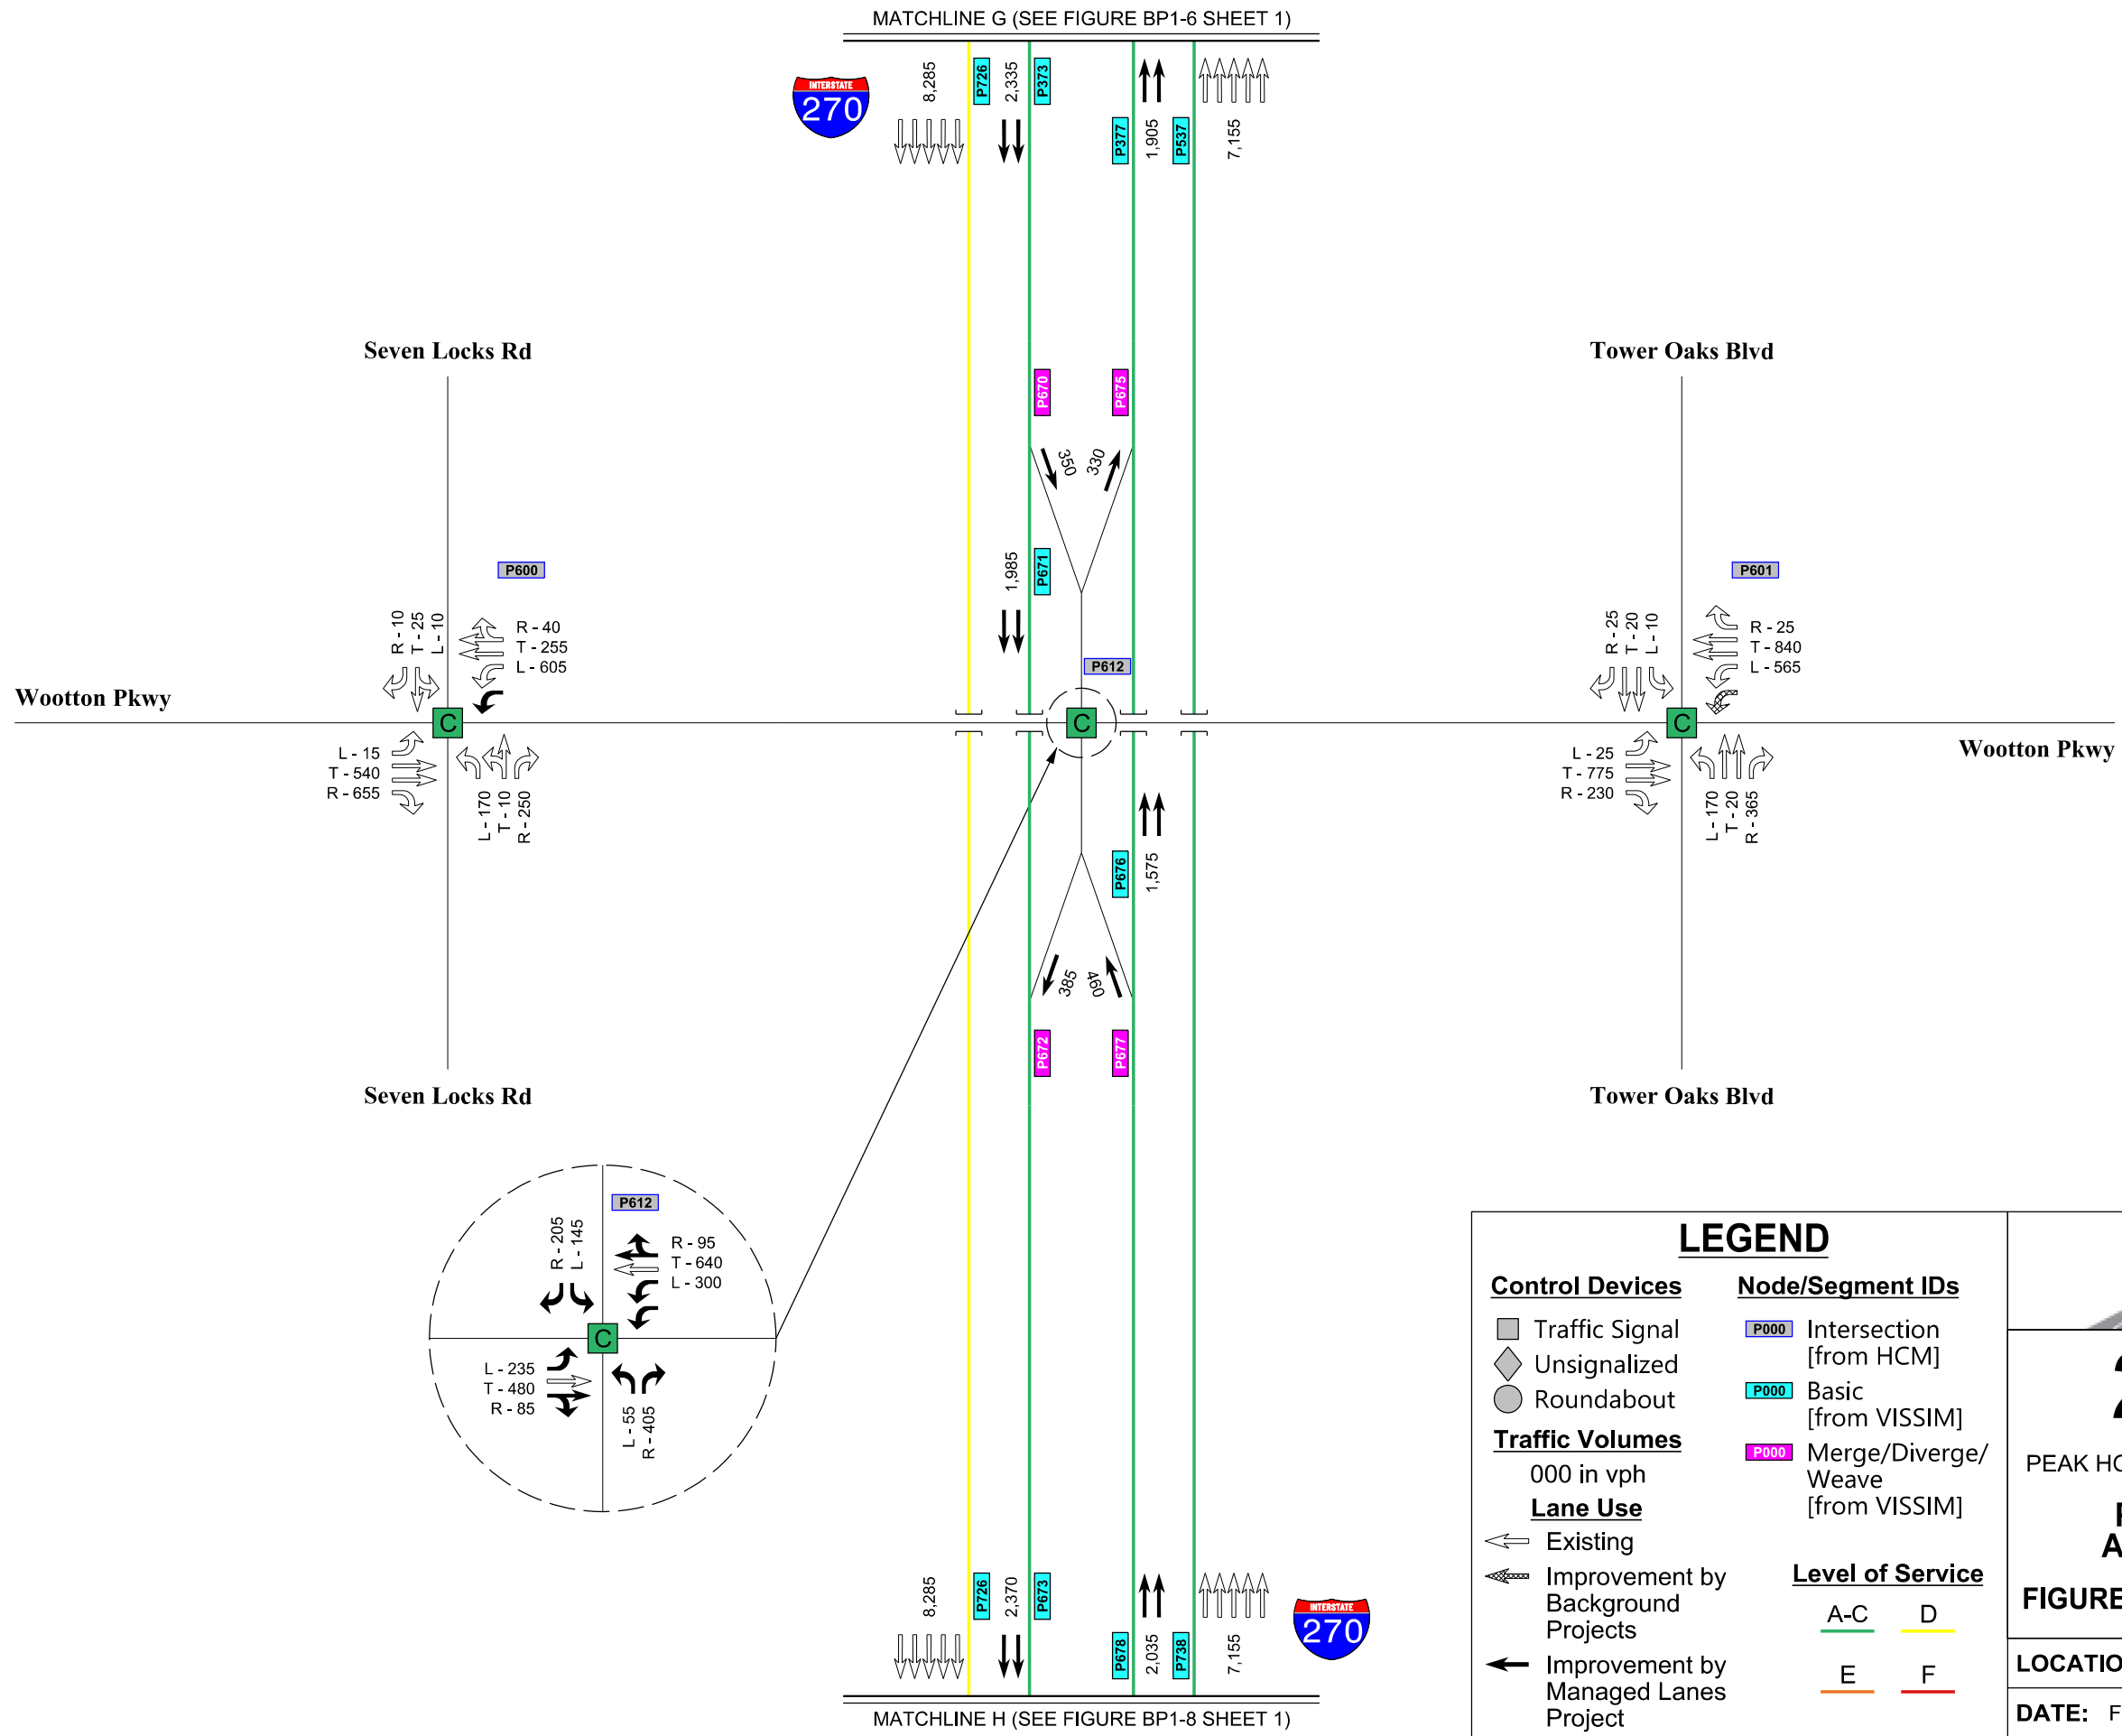 MATCHLINE G (SEE FIGURE BP1-6 SHEET 1)
INTERSTATE
270
8,285
P726
2,335
P373
P377
1,905
P537
7,155
Seven Locks Rd
Tower Oaks Blvd
P670
P675
350
330
P600
1,985
P671
P601
R - 10
T - 25
L - 10
R - 40
T - 255
L - 605
P612
R - 25
T - 20
L - 10
R - 25
T - 840
L - 565
Wootton Pkwy
C
C
C
Wootton Pkwy
L - 15
T - 540
R - 655
L - 170
T - 10
R - 250
L - 25
T - 775
R - 230
L - 170
T - 20
R - 365
P676
1,575
385
460
P672
P677
Seven Locks Rd
Tower Oaks Blvd
P612
R - 205
L - 145
R - 95
T - 640
L - 300
C
L - 235
T - 480
R - 85
L - 55
R - 405
8,285
P726
2,370
P673
P678
2,035
P738
7,155
INTERSTATE
270
MATCHLINE H (SEE FIGURE BP1-8 SHEET 1)
LEGEND
Control Devices
Traffic Signal
Unsignalized
Roundabout
Traffic Volumes
000 in vph
Lane Use
Existing
Improvement by
Background
Projects
Improvement by
Managed Lanes
Project
Node/Segment IDs
P000 Intersection
[from HCM]
P000 Basic
[from VISSIM]
P000 Merge/Diverge/
Weave
[from VISSIM]
Level of Service
A-C D
E F
PEAK HO
FIGURE
LOCATIO
DATE: F